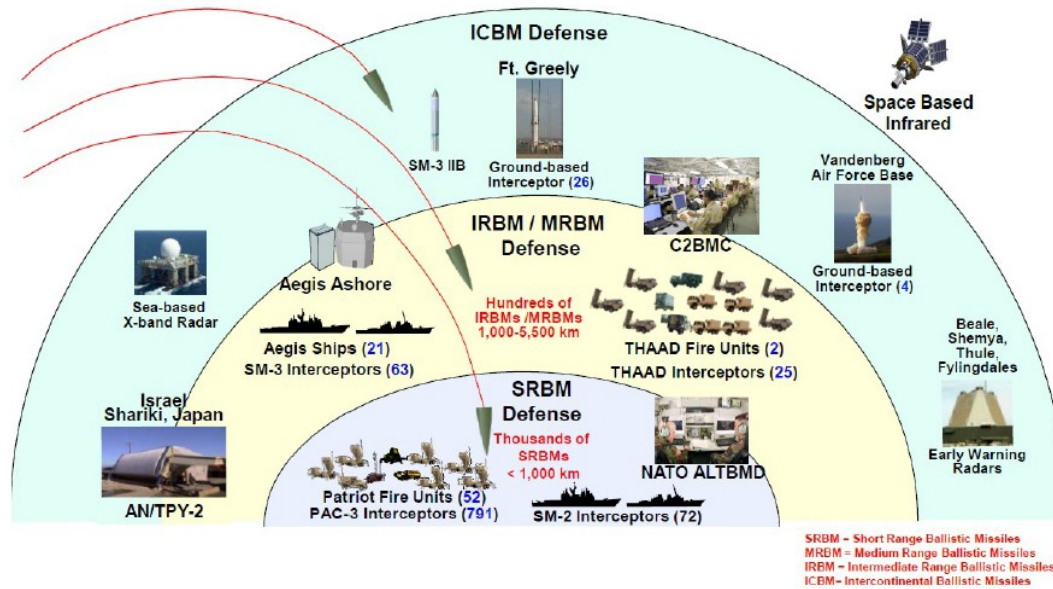 ICBM Defense
Ft. Greely
SM-3 IIB
Ground-based
Interceptor (26)
Space Based
Infrared
Vandenberg
Air Force Base
Ground-based
Interceptor (4)
IRBM / MRBM
Defense
C2BMC
Aegis Ashore
Sea-based
X-band Radar
Hundreds of
IRBMs /MRBMs
1,000-5,500 km
Aegis Ships (21)
SM-3 Interceptors (63)
THAAD Fire Units (2)
THAAD Interceptors (25)
Beale,
Shemya,
Thule,
Fylingdales
Early Warning
Radars
Israel
Shariki, Japan
AN/TPY-2
SRBM
Defense
Thousands of
SRBMs
< 1,000 km
NATO ALTBMD
Patriot Fire Units (52)
PAC-3 Interceptors (791)
SM-2 Interceptors (72)
SRBM = Short Range Ballistic Missiles
MRBM = Medium Range Ballistic Missiles
IRBM = Intermediate Range Ballistic Missiles
ICBM= Intercontinental Ballistic Missiles